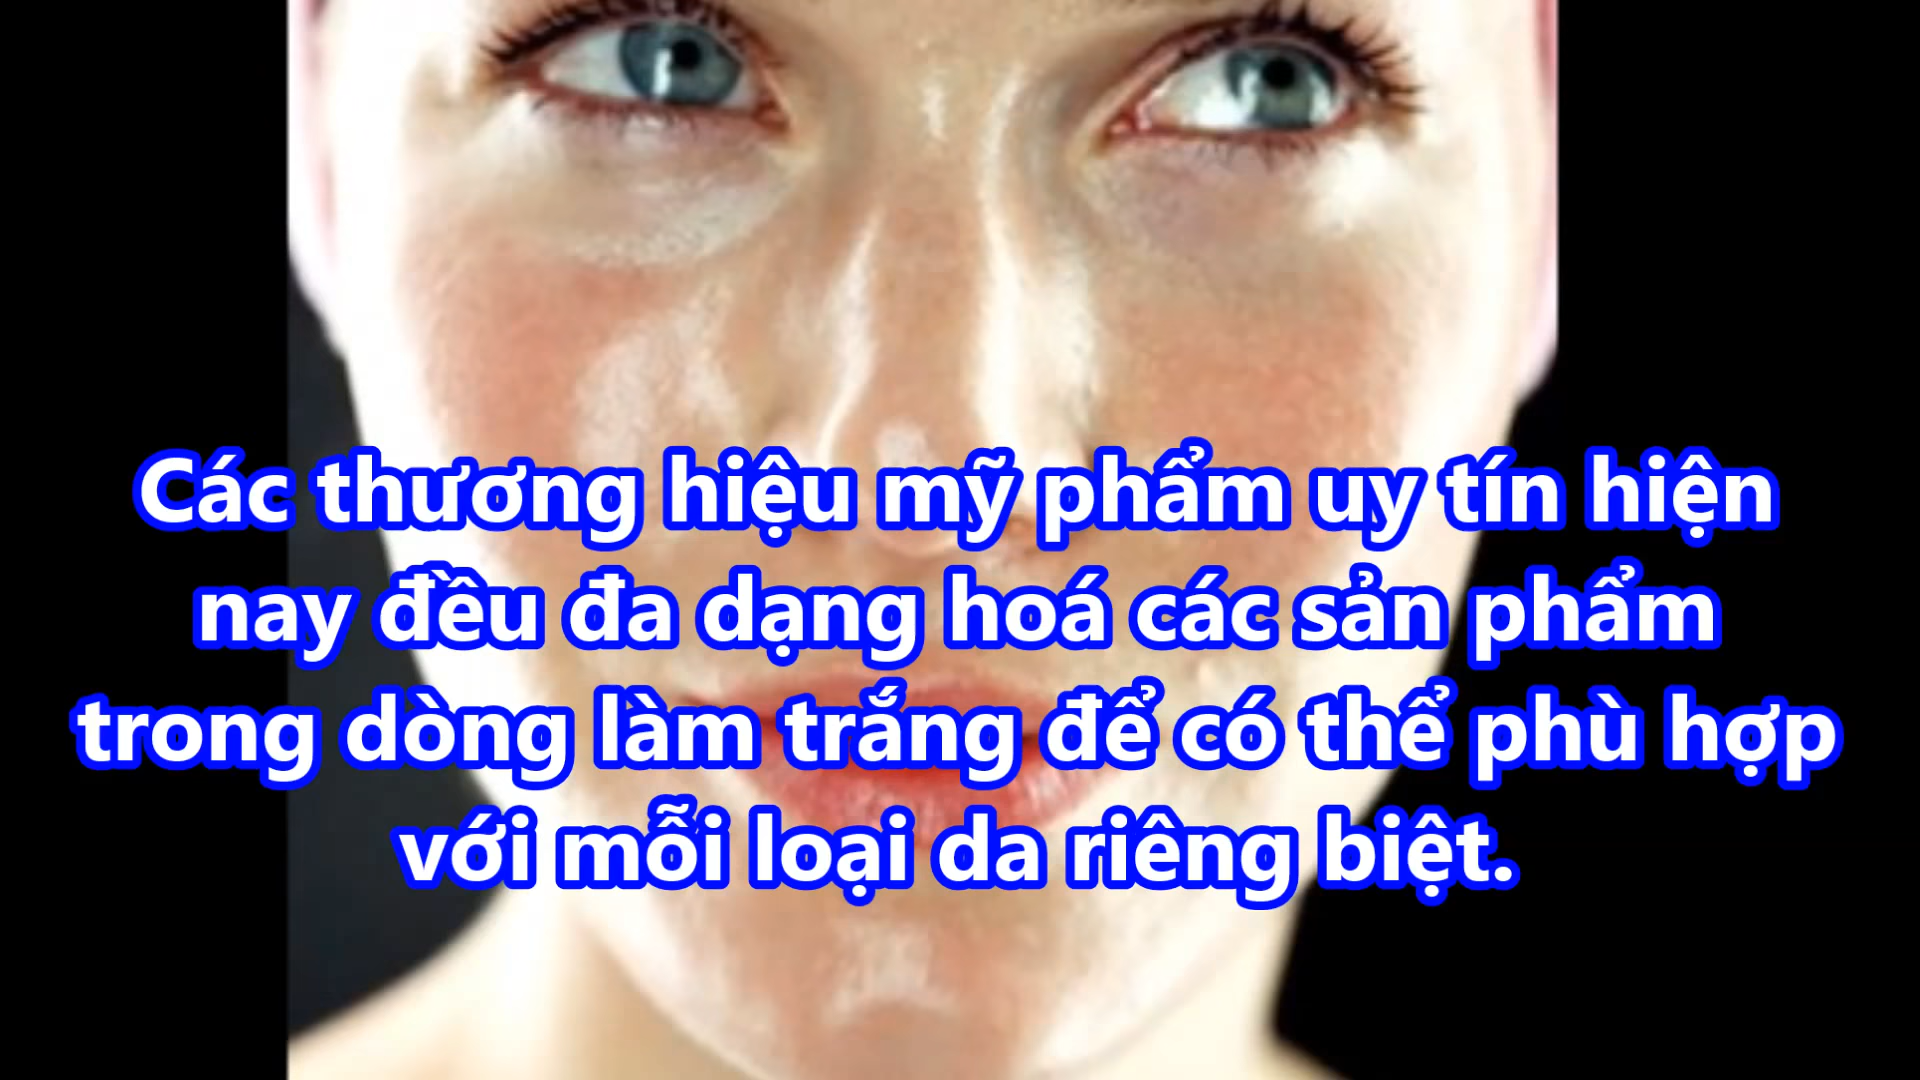 Các thương hiệu mỹ phẩm uy tín hiện
nay đều đa dạng hoá các sản phẩm
trong dòng làm trắng để có thể phù hợp
với mỗi loại da riêng biệt.